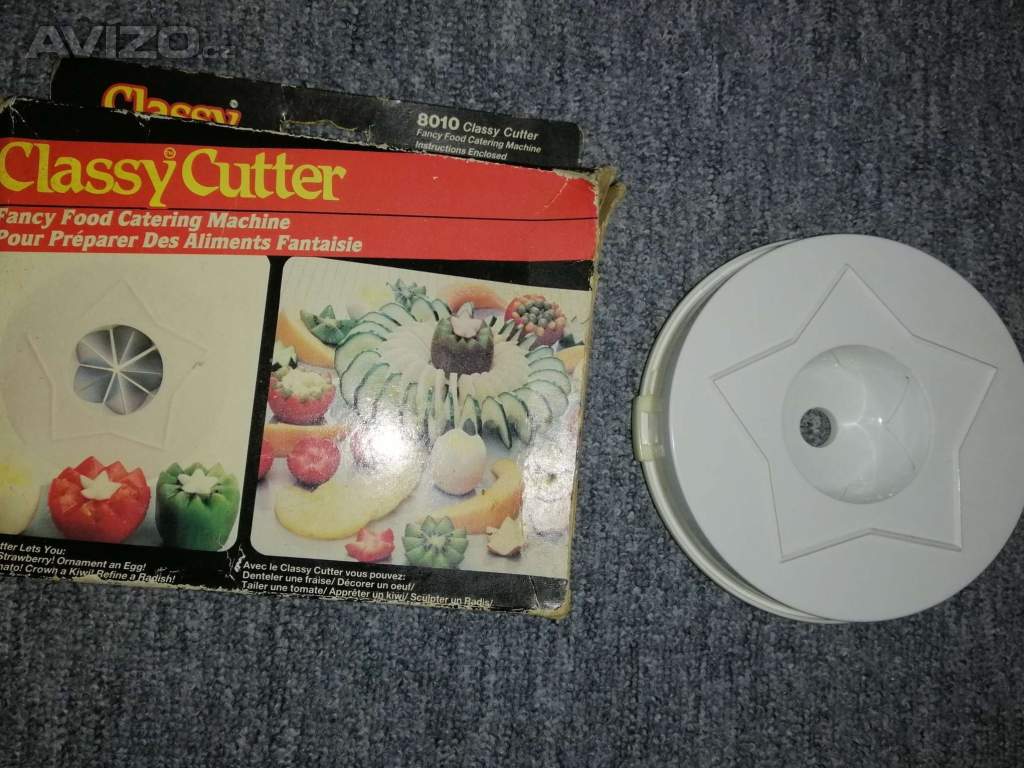 AVIZO.cz
Classy
8010 Classy Cutter
Fancy Food Catering Machine
Instructions Enclosed
Classy Cutter
TM
Fancy Food Catering Machine
Pour Préparer Des Aliments Fantaisie
Lets You:
Strawberry! Ornament an Egg!
Crown a Kiwi! Refine a Radish!
Avec le Classy Cutter vous pouvez:
Denteler une fraise/ Décorer un oeuf/
Tailer une tomate/ Apprêter un kiwi/ Sculpter un Radis/